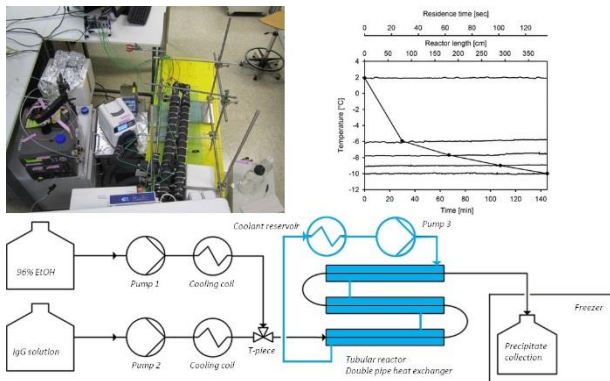 Residence time [sec]
0 20 40 60 80 100 120
Reactor length [cm]
0 50 100 150 200 250 300 350
Temperature [°C]
4
2
0
-2
-4
-6
-8
-10
-12
0 20 40 60 80 100 120 140
Time [min]
Coolant reservoir
Pump 3
96% EtOH
Pump 1
Cooling coil
Freezer
IgG solution
Pump 2
Cooling coil
T-piece
Tubular reactor
Double pipe heat exchanger
Precipitate
collection